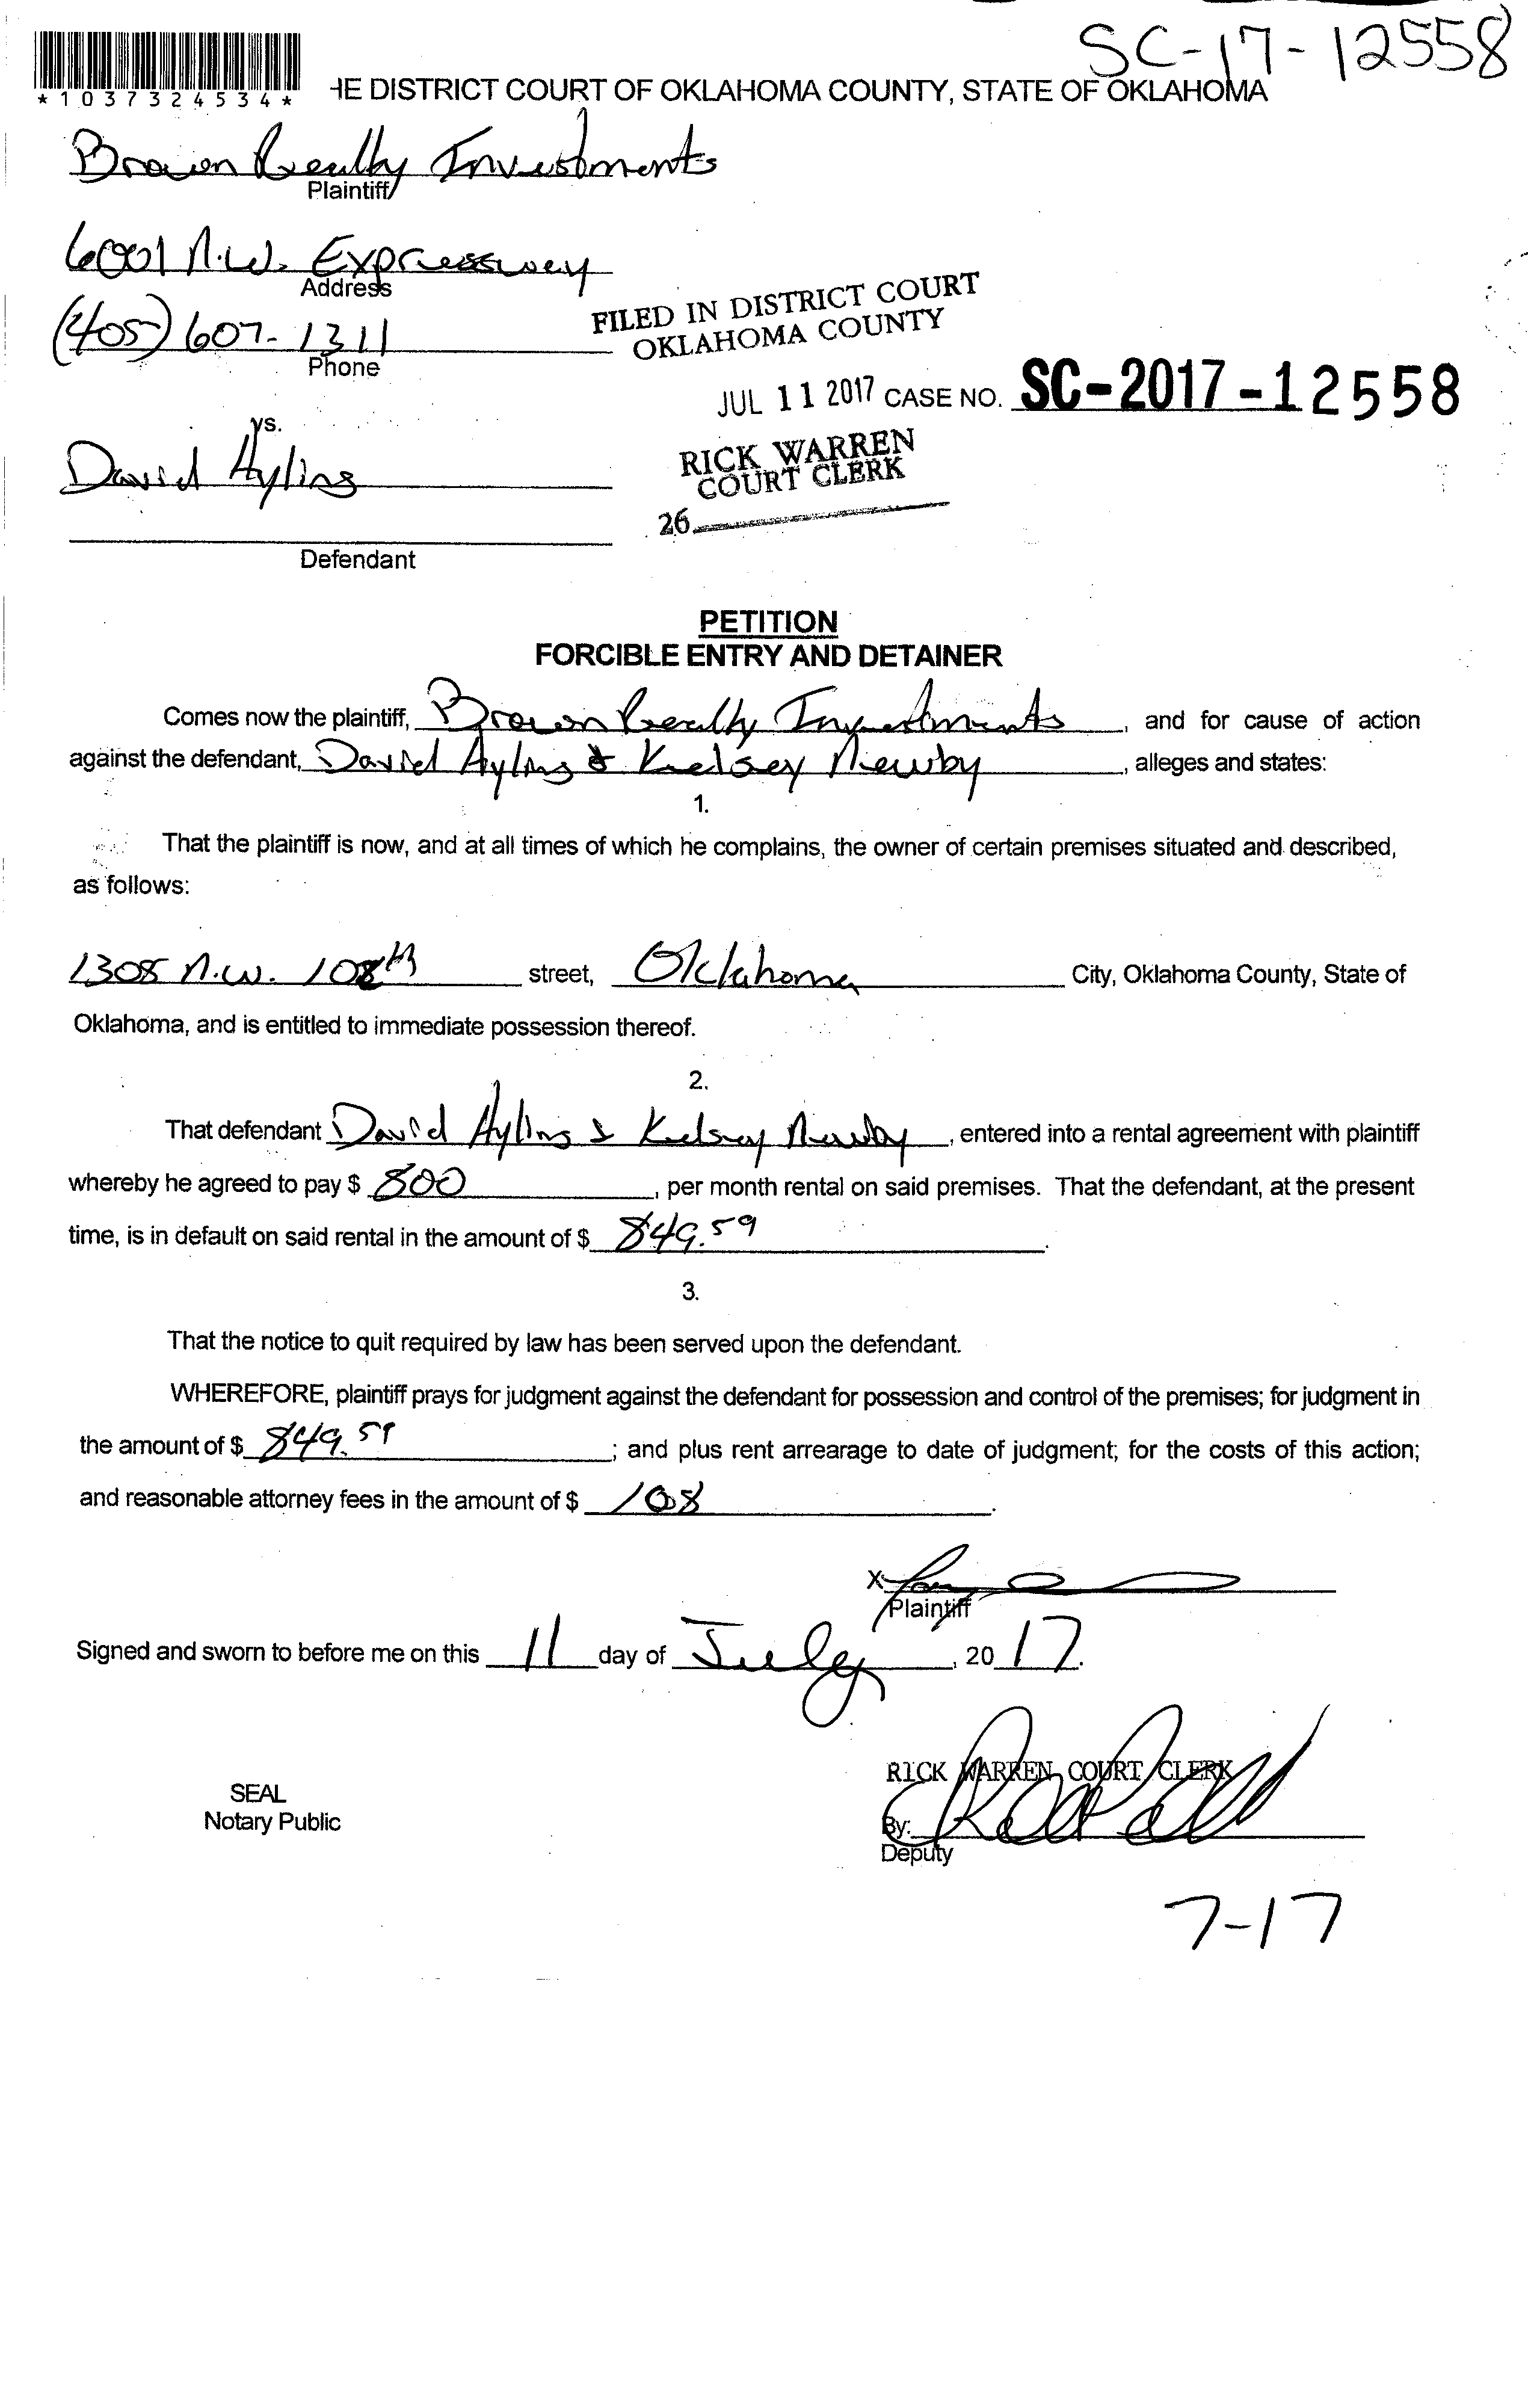 SC-17-12558
*1037324534*
HE DISTRICT COURT OF OKLAHOMA COUNTY, STATE OF OKLAHOMA
Brown Realty Investments
Plaintiff
6001 N.W. Expressway
Address
(405) 607-1311
Phone
FILED IN DISTRICT COURT
OKLAHOMA COUNTY
JUL 11 2017 CASE NO. SC-2017-12558
vs.
RICK WARREN
COURT CLERK
David Ayling
26
Defendant
PETITION
FORCIBLE ENTRY AND DETAINER
Comes now the plaintiff, Brown Realty Investments, and for cause of action
against the defendant, David Ayling & Kelsey Newby, alleges and states:
1.
That the plaintiff is now, and at all times of which he complains, the owner of certain premises situated and described,
as follows:
1308 N.W. 108th street, Oklahoma City, Oklahoma County, State of
Oklahoma, and is entitled to immediate possession thereof.
2.
That defendant David Ayling & Kelsey Newby, entered into a rental agreement with plaintiff
whereby he agreed to pay $ 800, per month rental on said premises. That the defendant, at the present
time, is in default on said rental in the amount of $ 849.59.
3.
That the notice to quit required by law has been served upon the defendant.
WHEREFORE, plaintiff prays for judgment against the defendant for possession and control of the premises; for judgment in
the amount of $ 849.59; and plus rent arrearage to date of judgment; for the costs of this action;
and reasonable attorney fees in the amount of $ 108.
X
Plaintiff
Signed and sworn to before me on this 11 day of July, 2017.
RICK WARREN, COURT CLERK
SEAL
Notary Public
By:
Deputy
7-17